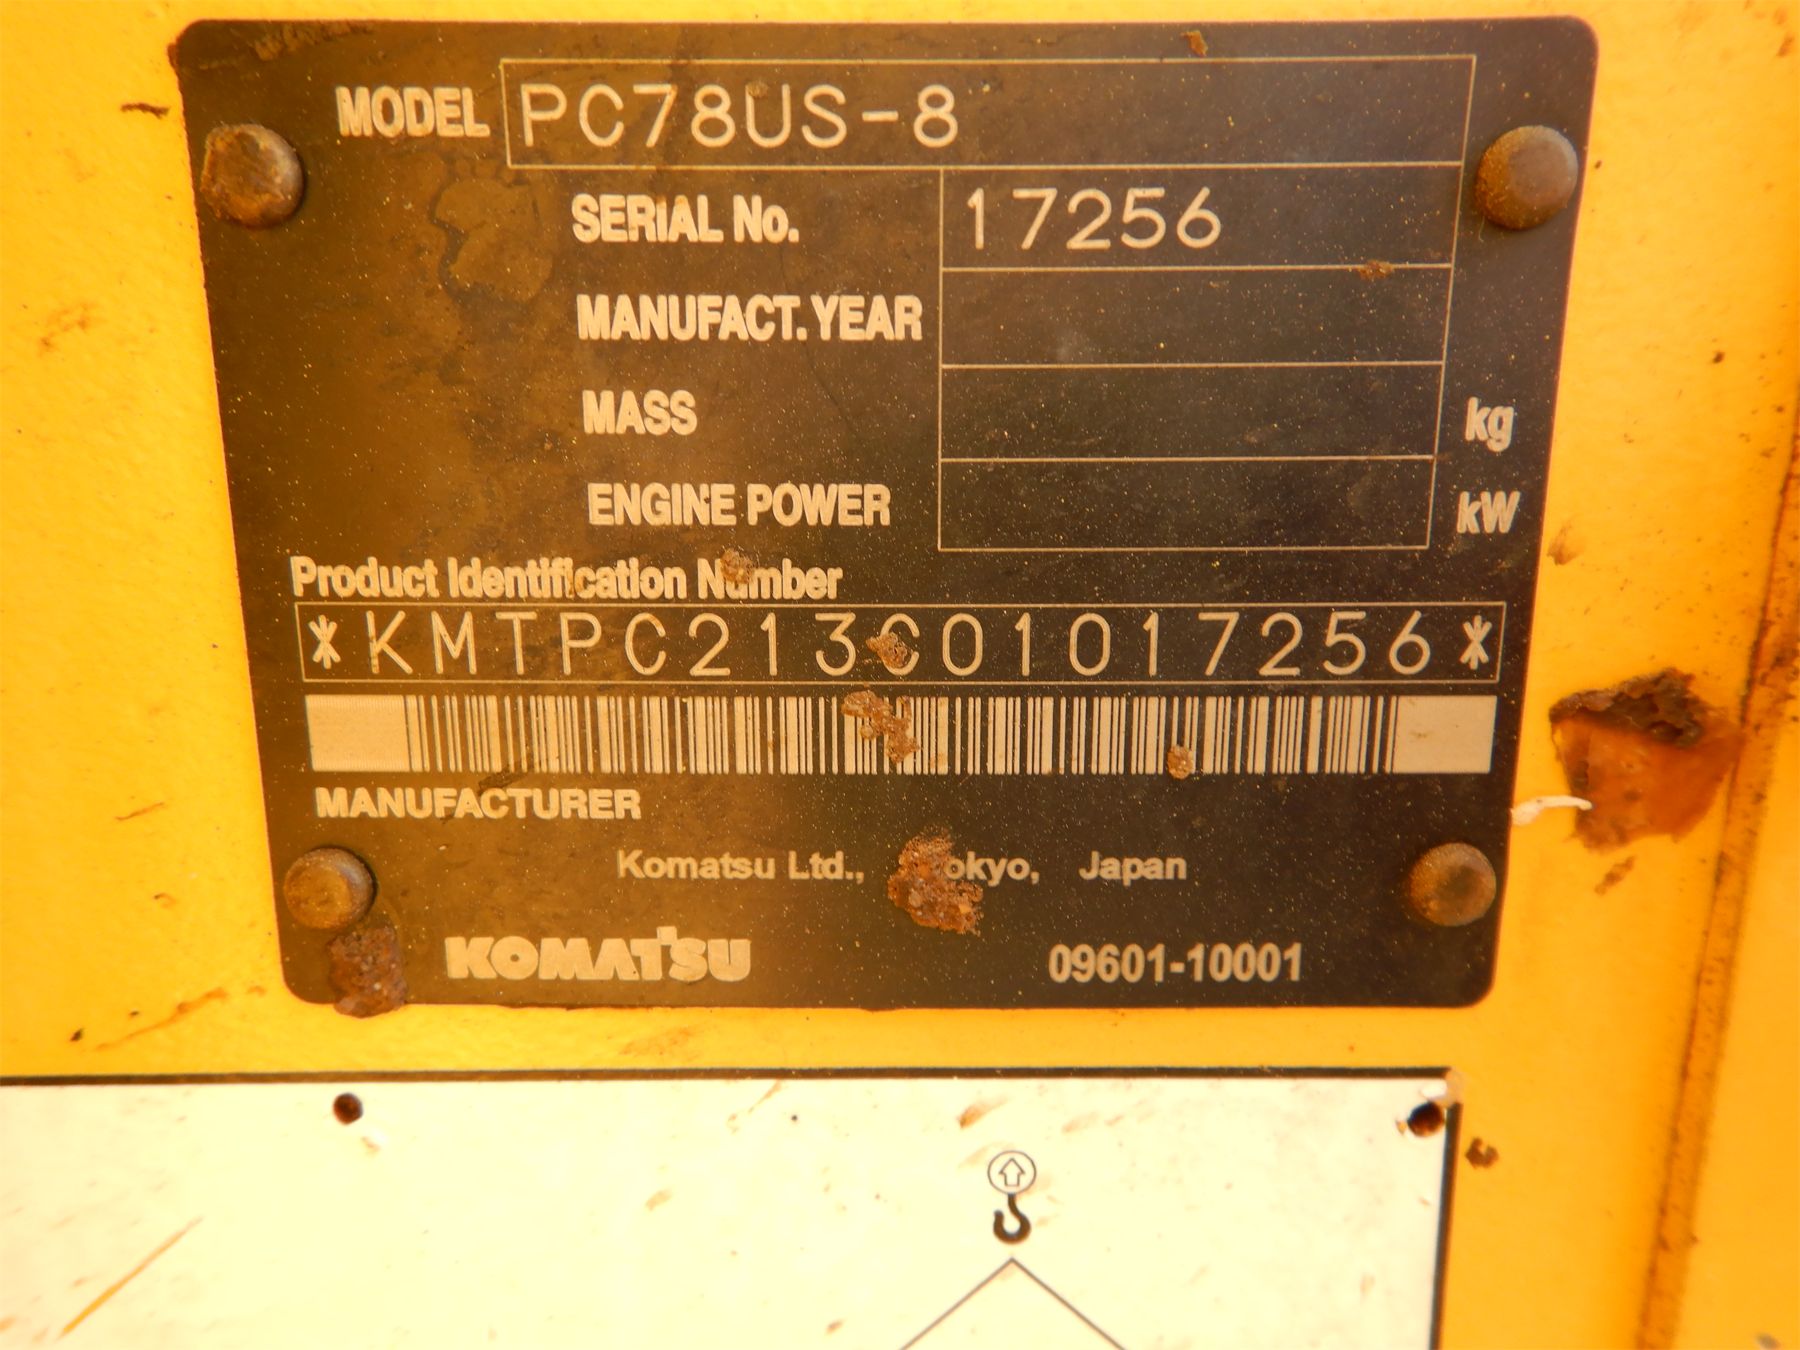 MODEL PC78US-8
SERIAL No. 17256
MANUFACT. YEAR
MASS kg
ENGINE POWER kW
Product Identification Number
*KMTPC213C01017256*
MANUFACTURER
Komatsu Ltd., Tokyo, Japan
KOMATSU 09601-10001